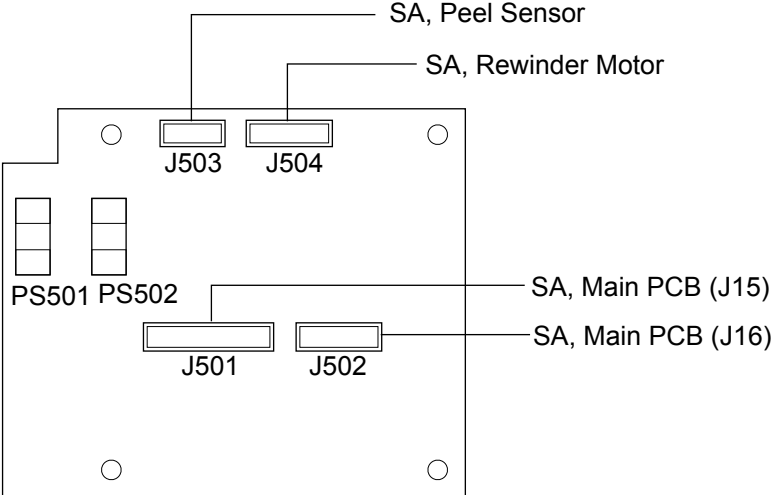 SA, Peel Sensor
SA, Rewinder Motor
J503
J504
PS501
PS502
SA, Main PCB (J15)
SA, Main PCB (J16)
J501
J502